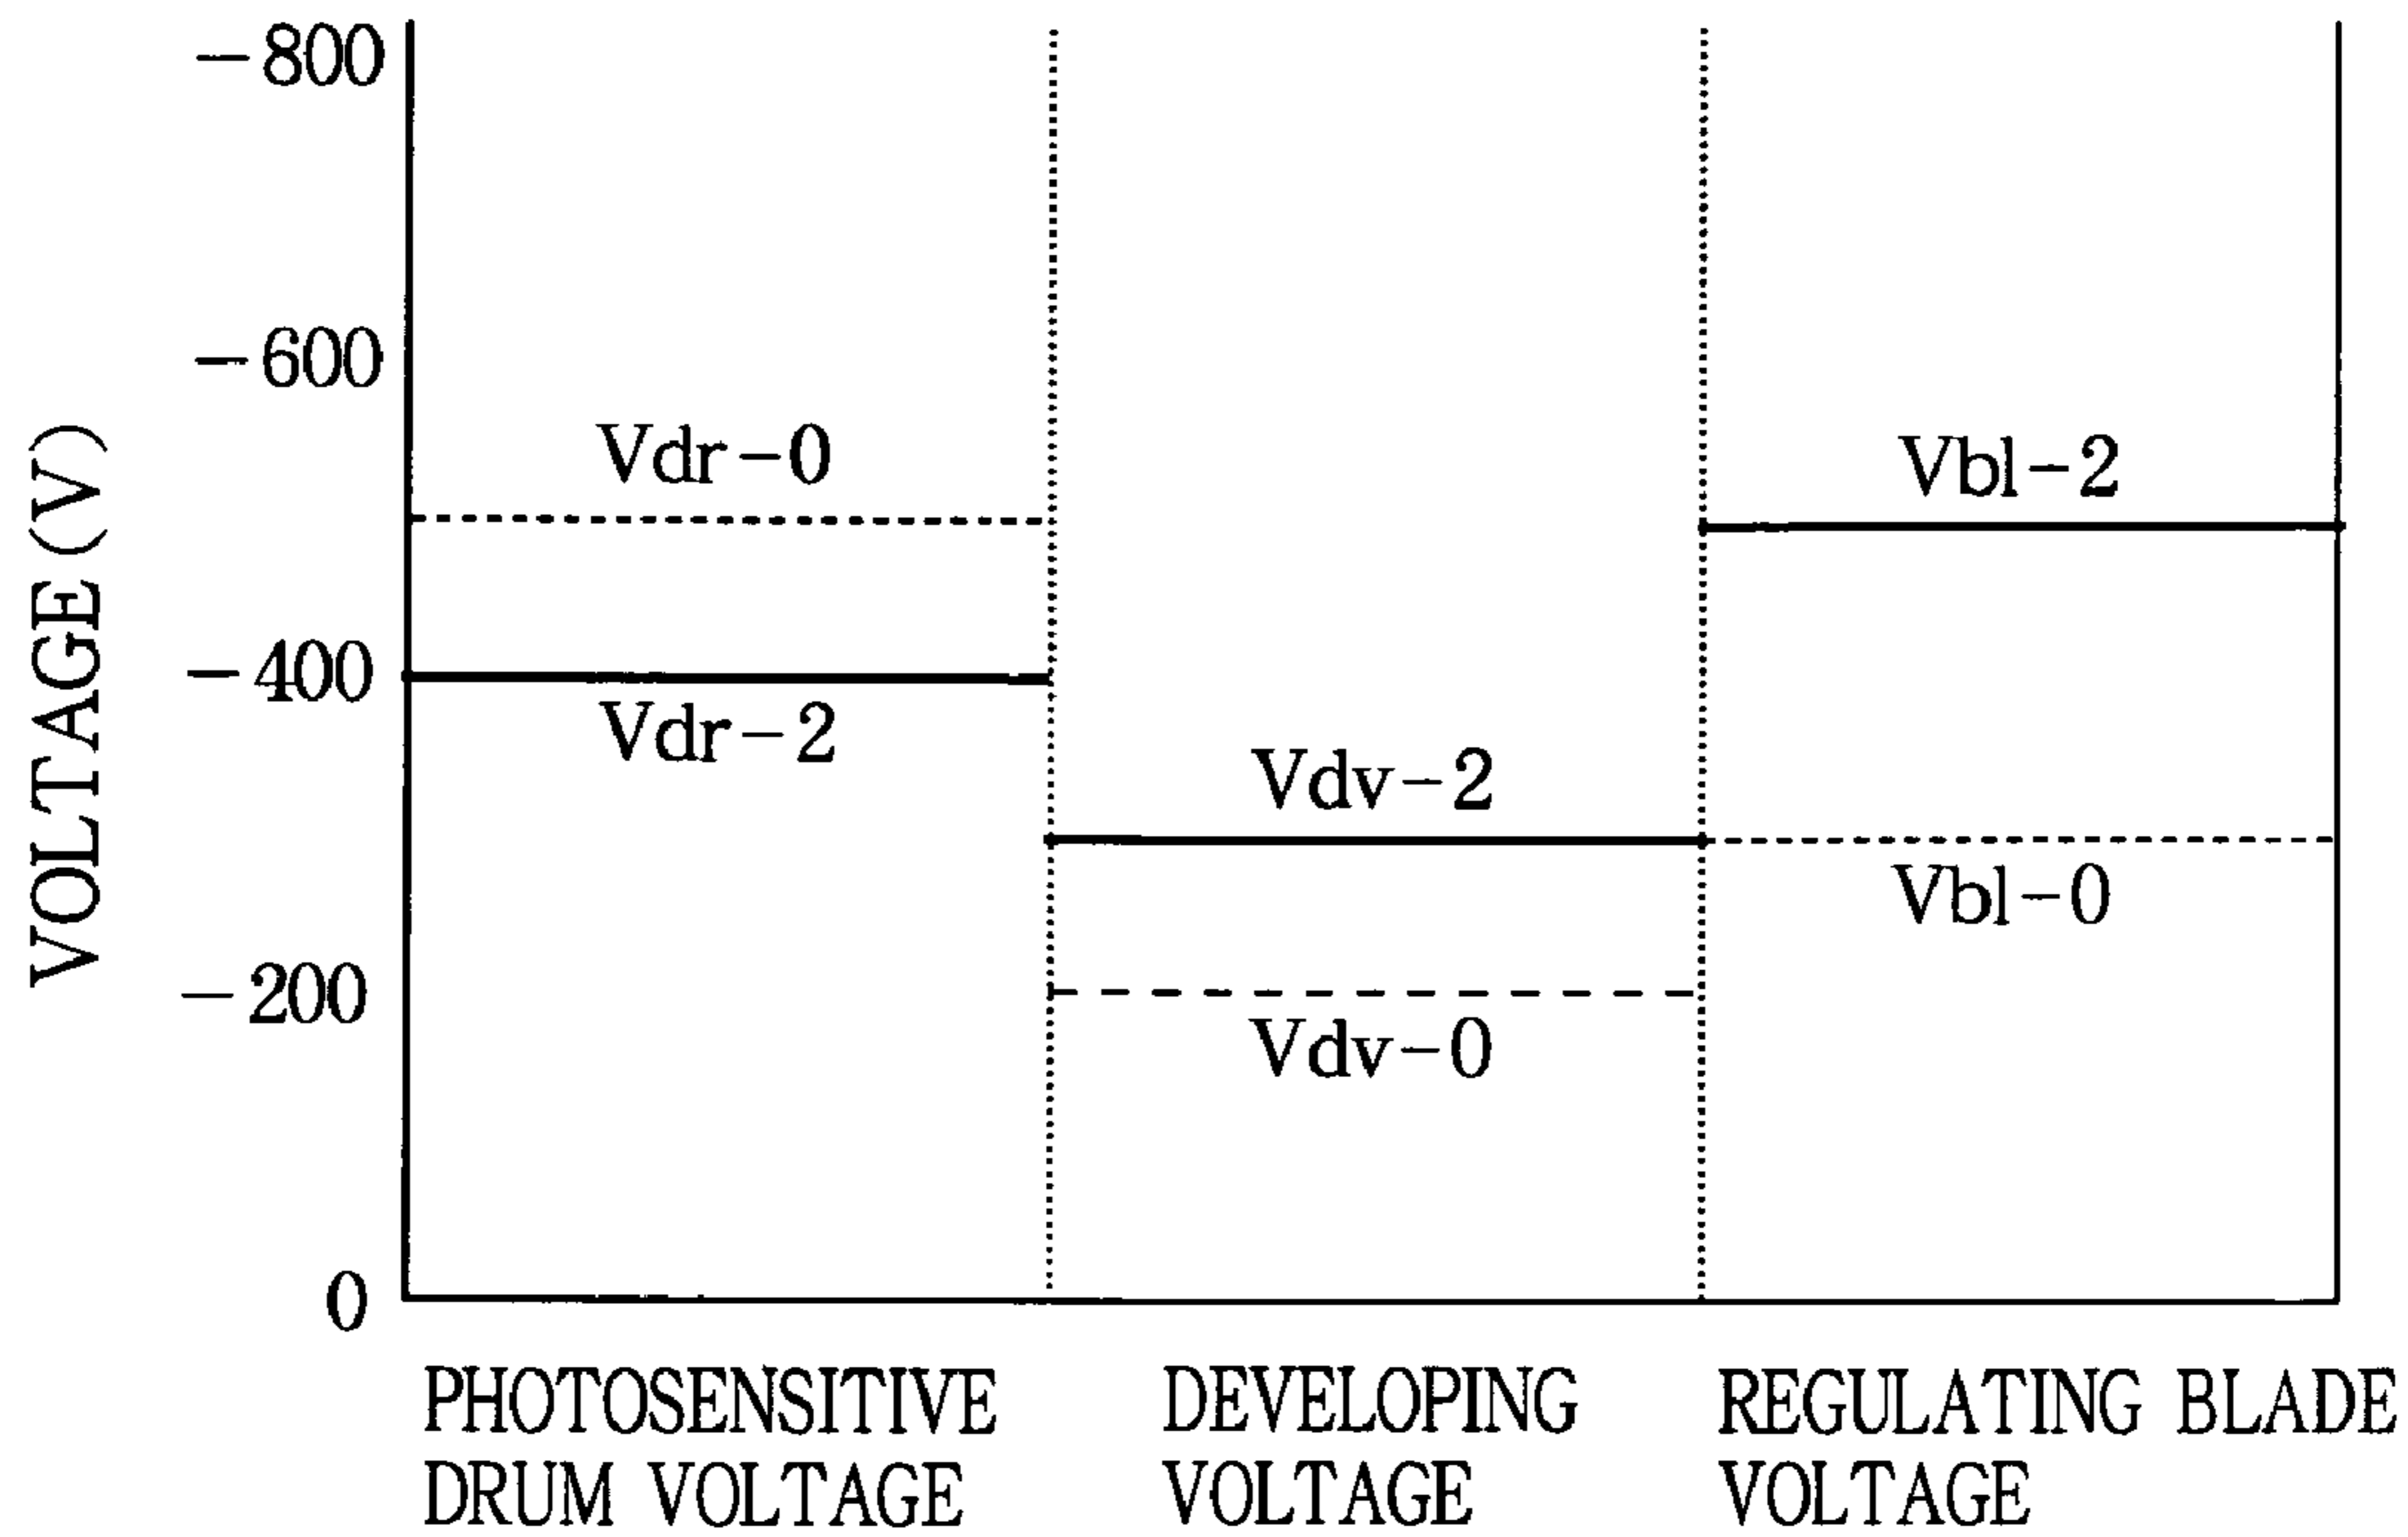 VOLTAGE (V)
-800
-600
-400
-200
0
Vdr-0
Vdr-2
Vdv-2
Vdv-0
Vbl-2
Vbl-0
PHOTOSENSITIVE
DRUM VOLTAGE
DEVELOPING
VOLTAGE
REGULATING BLADE
VOLTAGE